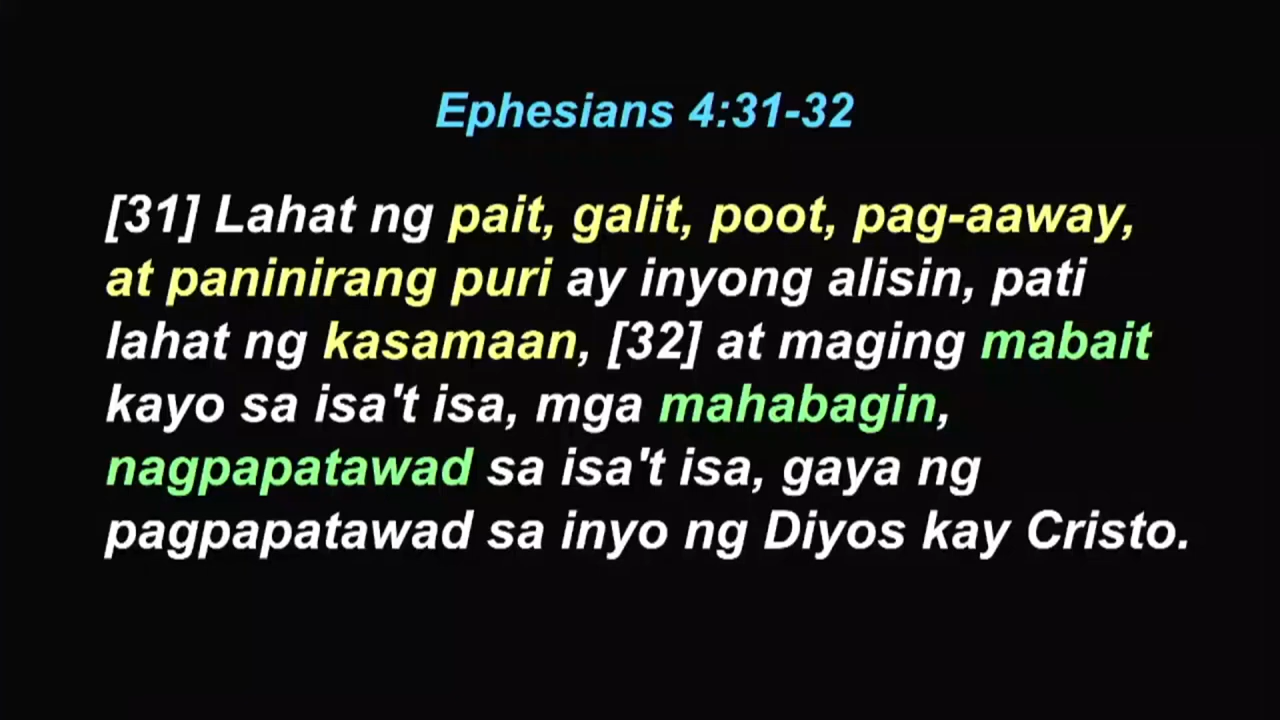 Ephesians 4:31-32
[31] Lahat ng pait, galit, poot, pag-aaway,
at paninirang puri ay inyong alisin, pati
lahat ng kasamaan, [32] at maging mabait
kayo sa isa't isa, mga mahabagin,
nagpapatawad sa isa't isa, gaya ng
pagpapatawad sa inyo ng Diyos kay Cristo.